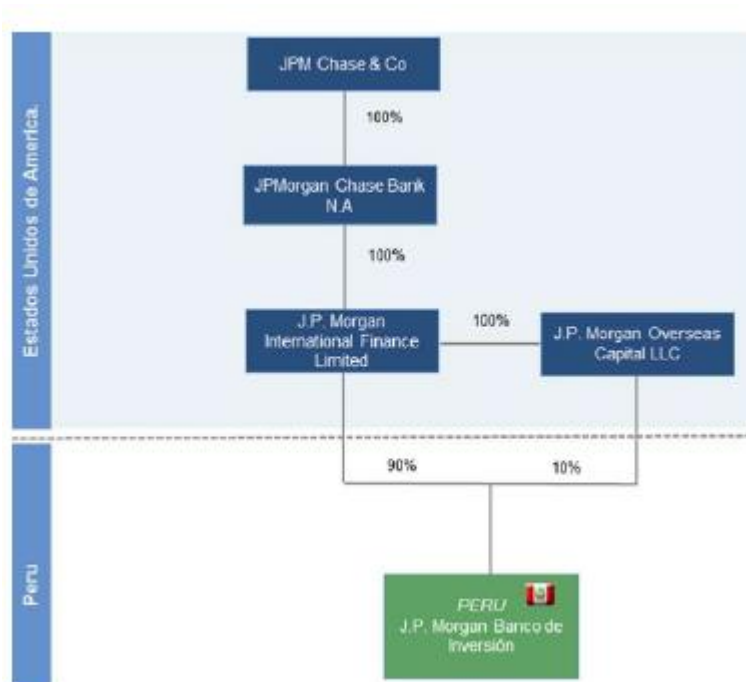 JPM Chase & Co
100%
JPMorgan Chase Bank
N.A
100%
J.P. Morgan
International Finance
Limited
100%
J.P. Morgan Overseas
Capital LLC
Estados Unidos de America.
90%
10%
Peru
PERU
J.P. Morgan Banco de
Inversión